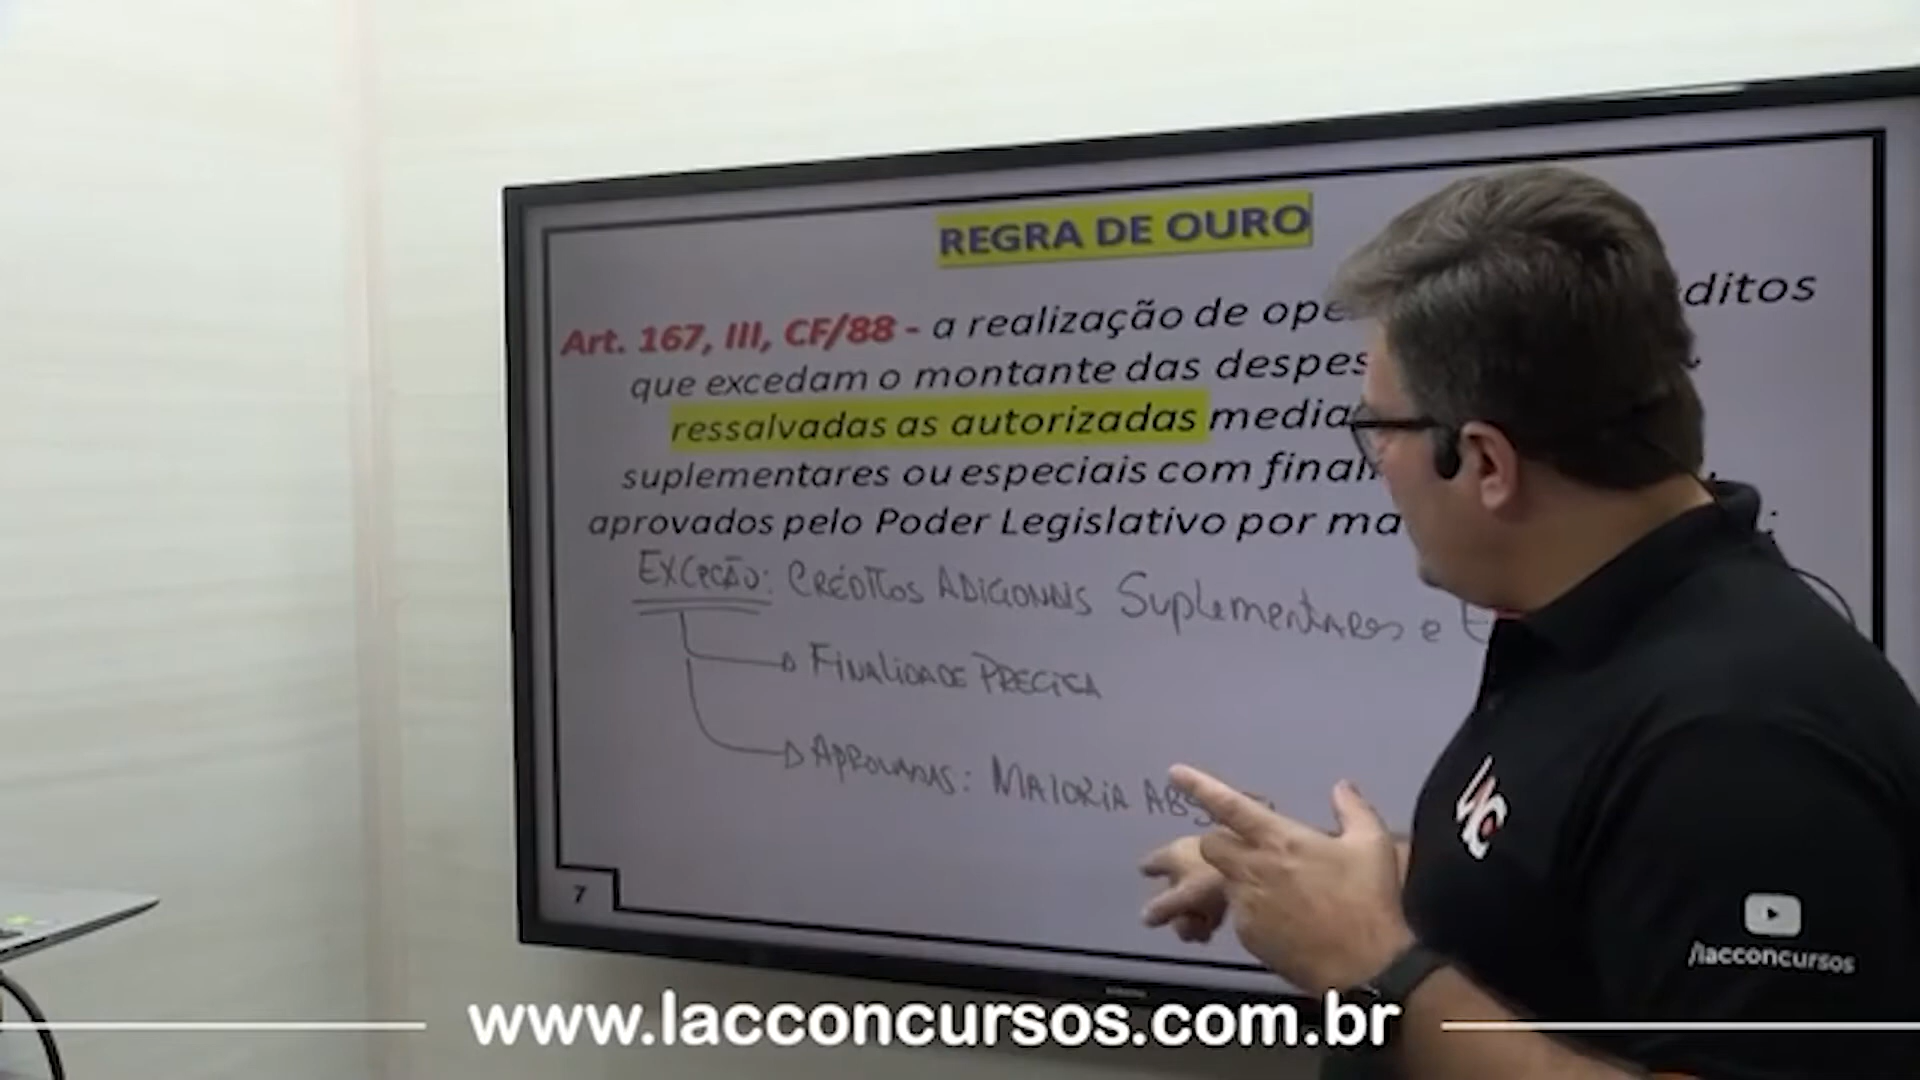 REGRA DE OURO
Art. 167, III, CF/88 - a realização de ope ditos
que excedam o montante das despes
ressalvadas as autorizadas media
suplementares ou especiais com final
aprovados pelo Poder Legislativo por ma ;
EXCEÇÃO: CRÉDITOS ADICIONAIS SuplementARes e E
FINALIDADE PRECISA
APROVADAS: MAIORIA ABS
7
LAC
/lacconcursos
www.lacconcursos.com.br